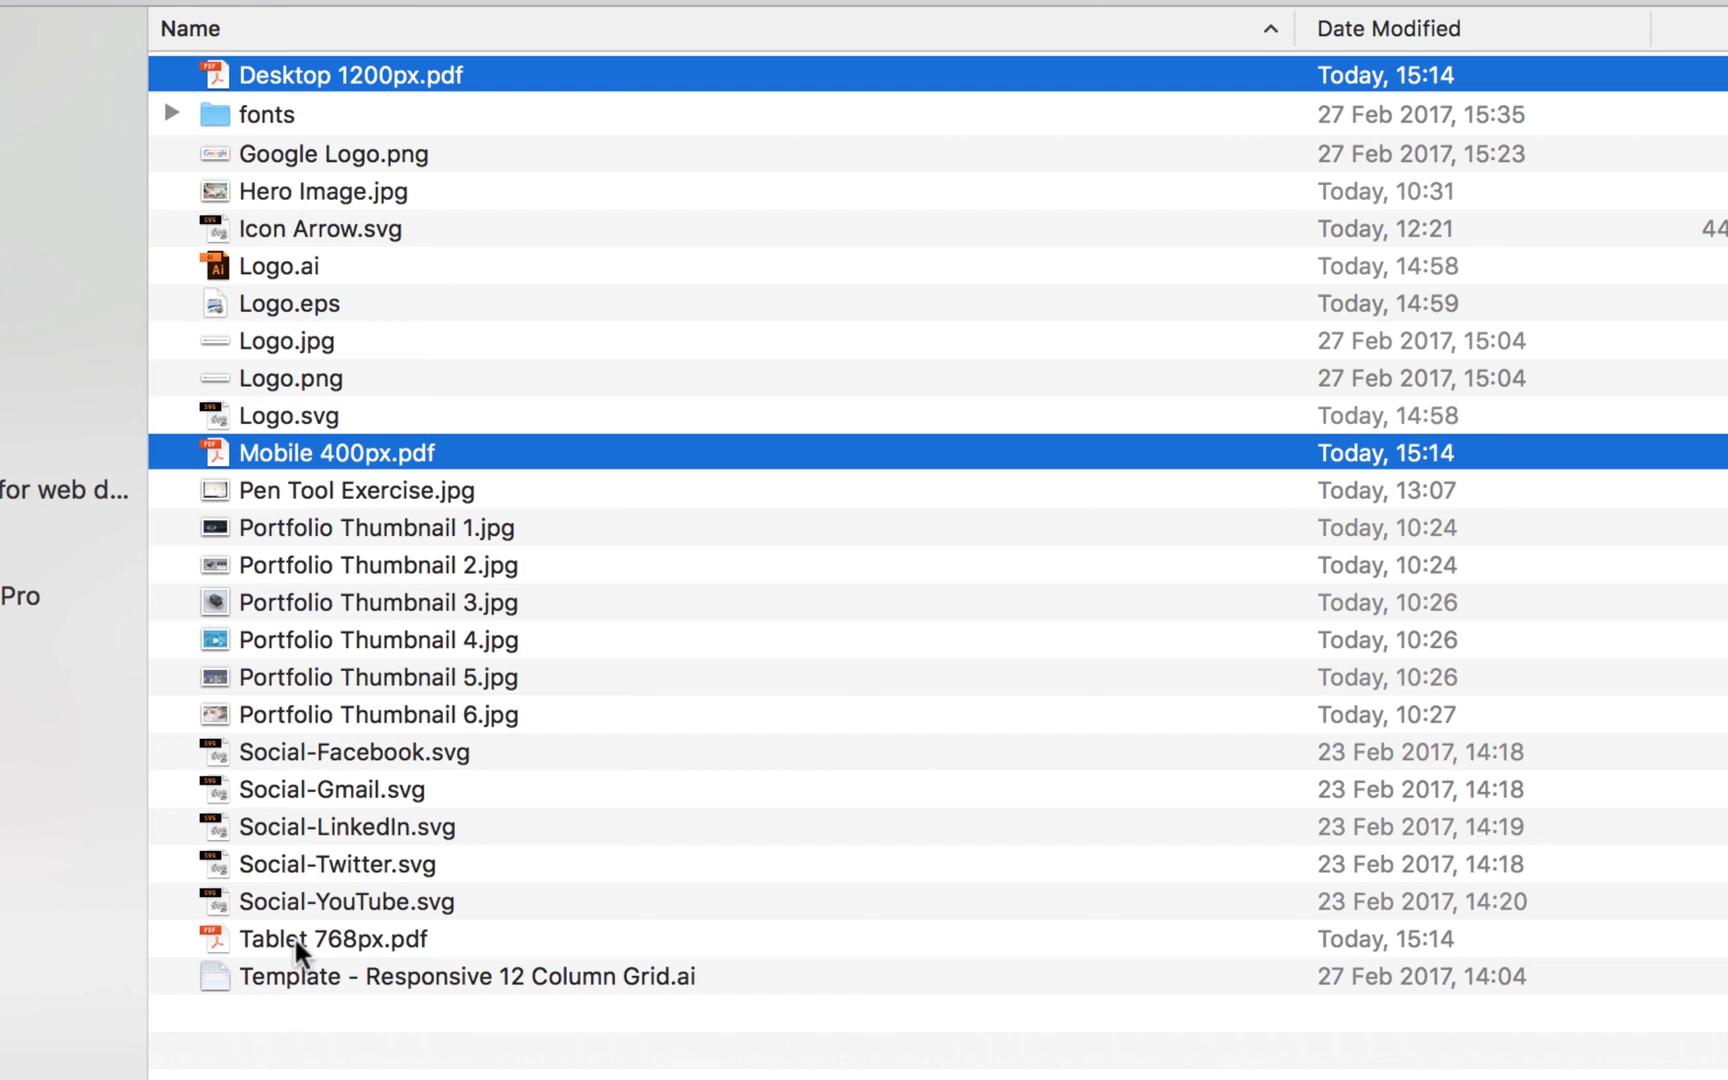 Name Date Modified
Desktop 1200px.pdf Today, 15:14
fonts 27 Feb 2017, 15:35
Google Logo.png 27 Feb 2017, 15:23
Hero Image.jpg Today, 10:31
Icon Arrow.svg Today, 12:21 44
Logo.ai Today, 14:58
Logo.eps Today, 14:59
Logo.jpg 27 Feb 2017, 15:04
Logo.png 27 Feb 2017, 15:04
Logo.svg Today, 14:58
Mobile 400px.pdf Today, 15:14
for web d... Pen Tool Exercise.jpg Today, 13:07
Portfolio Thumbnail 1.jpg Today, 10:24
Portfolio Thumbnail 2.jpg Today, 10:24
Pro Portfolio Thumbnail 3.jpg Today, 10:26
Portfolio Thumbnail 4.jpg Today, 10:26
Portfolio Thumbnail 5.jpg Today, 10:26
Portfolio Thumbnail 6.jpg Today, 10:27
Social-Facebook.svg 23 Feb 2017, 14:18
Social-Gmail.svg 23 Feb 2017, 14:18
Social-LinkedIn.svg 23 Feb 2017, 14:19
Social-Twitter.svg 23 Feb 2017, 14:18
Social-YouTube.svg 23 Feb 2017, 14:20
Tablet 768px.pdf Today, 15:14
Template - Responsive 12 Column Grid.ai 27 Feb 2017, 14:04